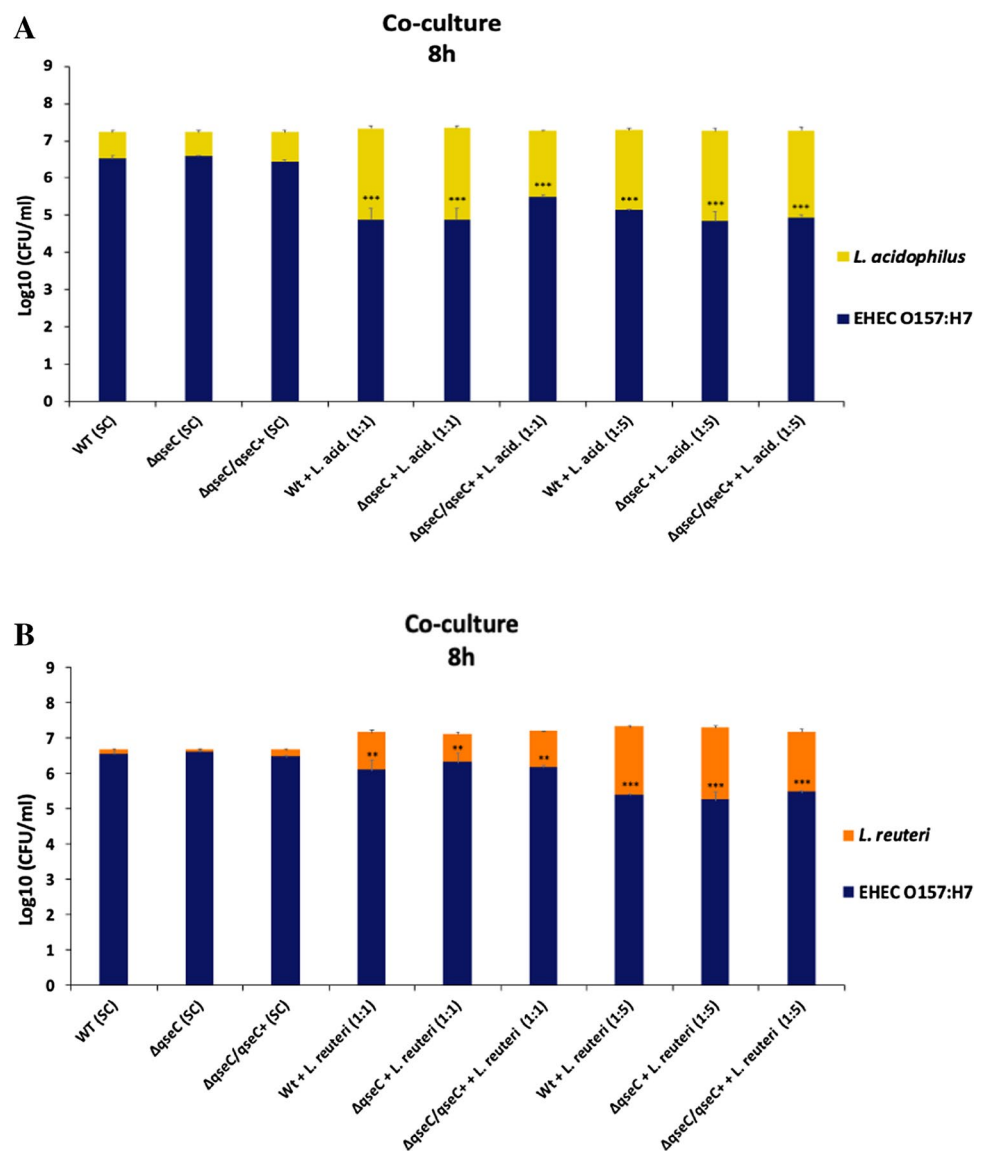 A
Co-culture
8h
9
8
7
6
5
4
3
2
1
0
Log10 (CFU/ml)
***
***
***
***
***
***
L. acidophilus
EHEC O157:H7
WT (SC)
ΔqseC (SC)
ΔqseC/qseC+ (SC)
Wt + L. acid. (1:1)
ΔqseC + L. acid. (1:1)
ΔqseC/qseC+ + L. acid. (1:1)
Wt + L. acid. (1:5)
ΔqseC + L. acid. (1:5)
ΔqseC/qseC+ + L. acid. (1:5)
B
Co-culture
8h
9
8
7
6
5
4
3
2
1
0
Log10 (CFU/ml)
**
**
**
***
***
***
L. reuteri
EHEC O157:H7
WT (SC)
ΔqseC (SC)
ΔqseC/qseC+ (SC)
Wt + L. reuteri (1:1)
ΔqseC + L. reuteri (1:1)
ΔqseC/qseC+ + L. reuteri (1:1)
Wt + L. reuteri (1:5)
ΔqseC + L. reuteri (1:5)
ΔqseC/qseC+ + L. reuteri (1:5)